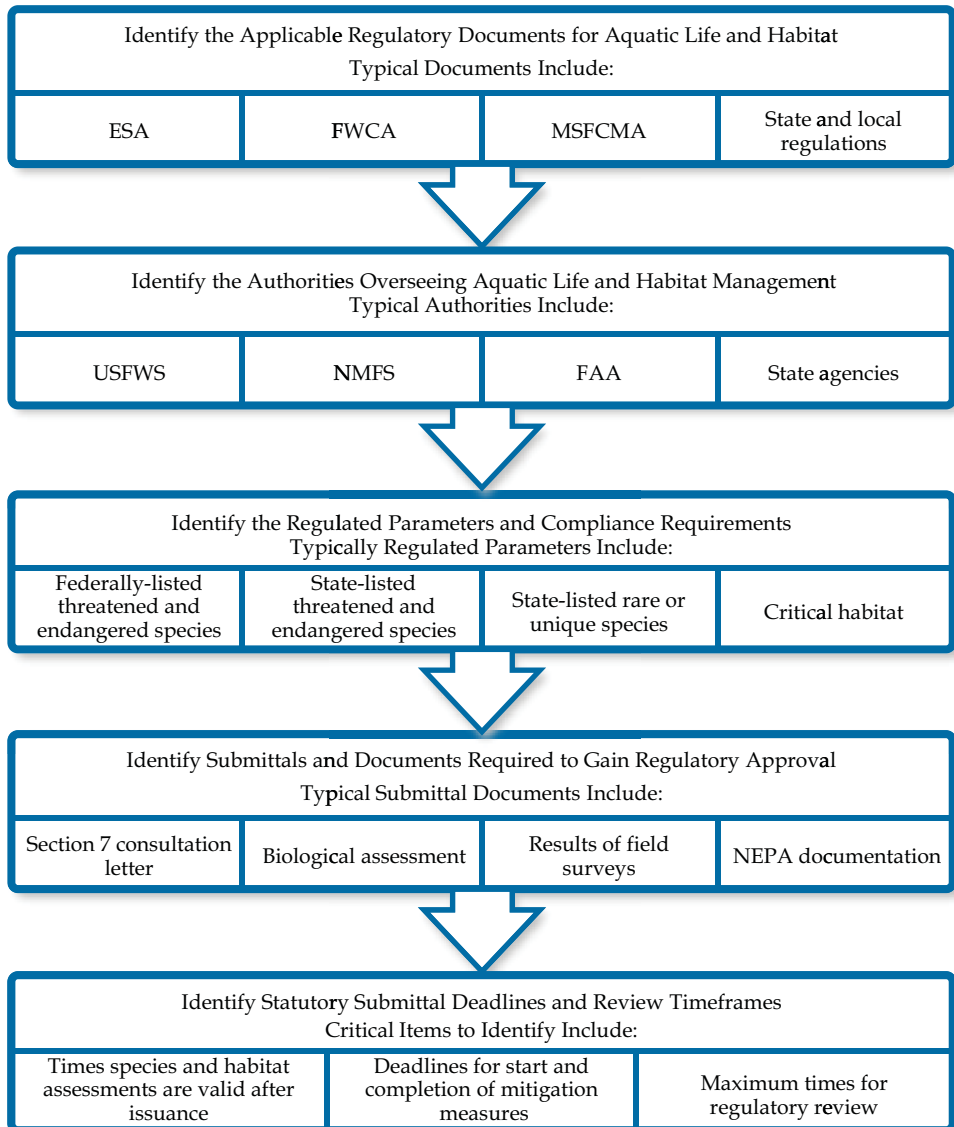 Identify the Applicable Regulatory Documents for Aquatic Life and Habitat
Typical Documents Include:
ESA
FWCA
MSFCMA
State and local
regulations
Identify the Authorities Overseeing Aquatic Life and Habitat Management
Typical Authorities Include:
USFWS
NMFS
FAA
State agencies
Identify the Regulated Parameters and Compliance Requirements
Typically Regulated Parameters Include:
Federally-listed
threatened and
endangered species
State-listed
threatened and
endangered species
State-listed rare or
unique species
Critical habitat
Identify Submittals and Documents Required to Gain Regulatory Approval
Typical Submittal Documents Include:
Section 7 consultation
letter
Biological assessment
Results of field
surveys
NEPA documentation
Identify Statutory Submittal Deadlines and Review Timeframes
Critical Items to Identify Include:
Times species and habitat
assessments are valid after
issuance
Deadlines for start and
completion of mitigation
measures
Maximum times for
regulatory review